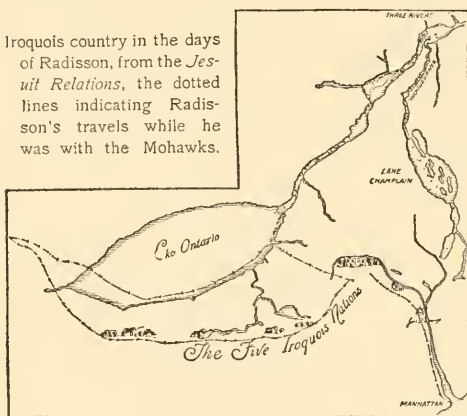 Iroquois country in the days
of Radisson, from the Jes-
uit Relations, the dotted
lines indicating Radis-
son's travels while he
was with the Mohawks.
THREE RIVERS
LAKE
CHAMPLAIN
Lke Ontario
The Five Iroquois Nations
MANHATTAN